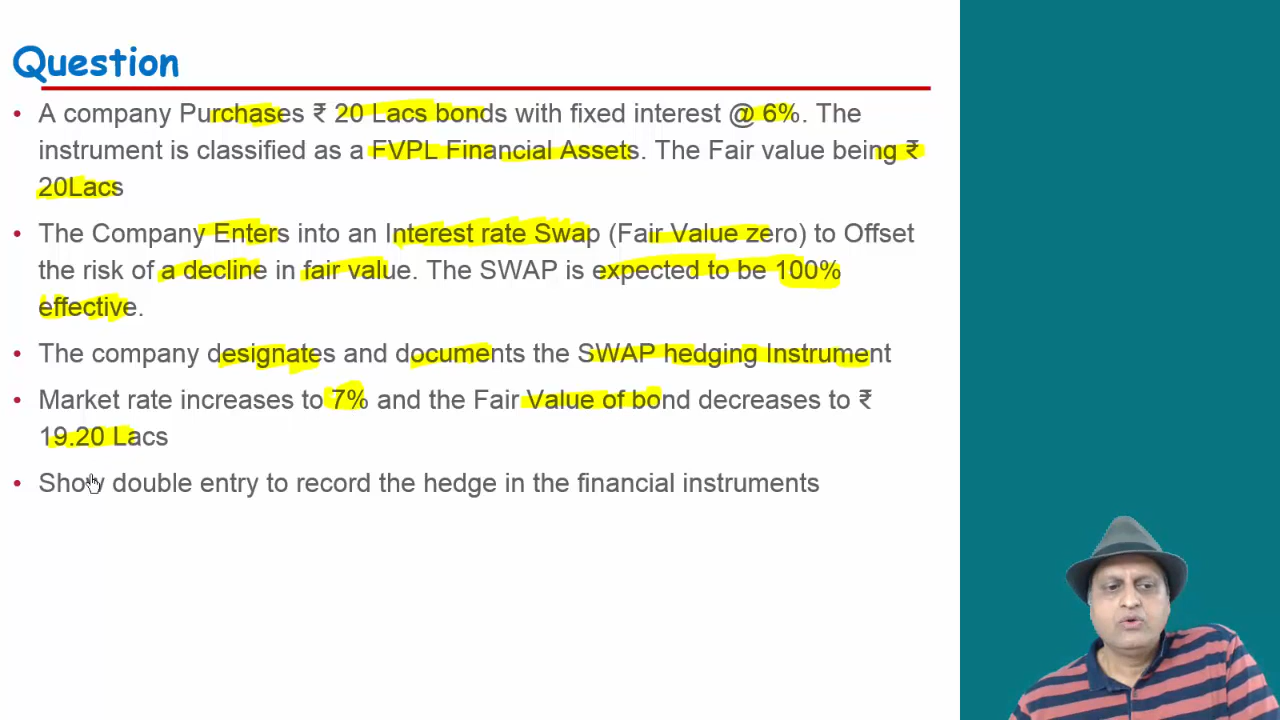 Question
• A company Purchases ₹ 20 Lacs bonds with fixed interest @ 6%. The
instrument is classified as a FVPL Financial Assets. The Fair value being ₹
20Lacs
• The Company Enters into an Interest rate Swap (Fair Value zero) to Offset
the risk of a decline in fair value. The SWAP is expected to be 100%
effective.
• The company designates and documents the SWAP hedging Instrument
• Market rate increases to 7% and the Fair Value of bond decreases to ₹
19.20 Lacs
• Show double entry to record the hedge in the financial instruments